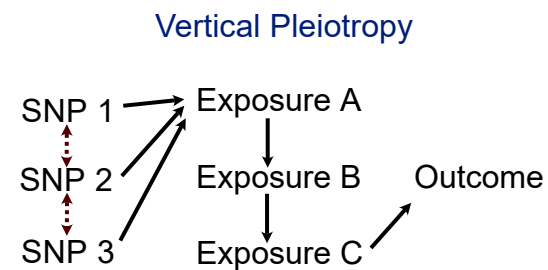 Vertical Pleiotropy
SNP 1
Exposure A
SNP 2
Exposure B
Outcome
SNP 3
Exposure C